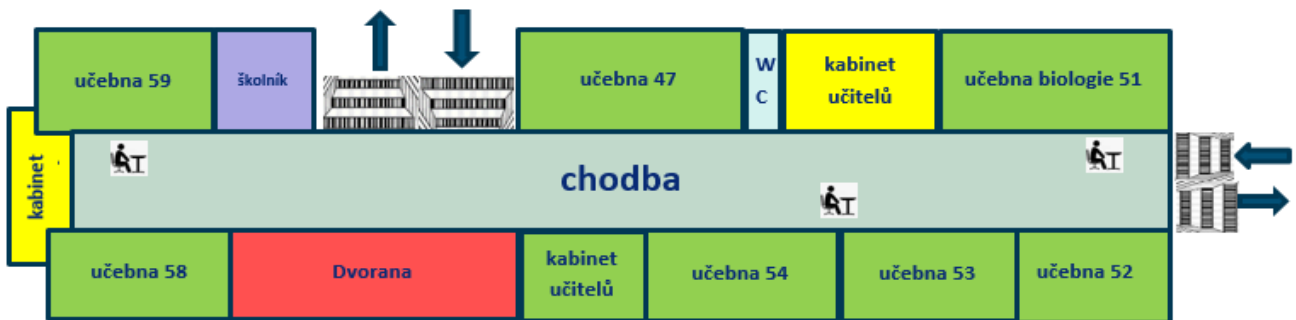 učebna 59
školník
učebna 47
W
C
kabinet
učitelů
učebna biologie 51
kabinet
chodba
učebna 58
Dvorana
kabinet
učitelů
učebna 54
učebna 53
učebna 52